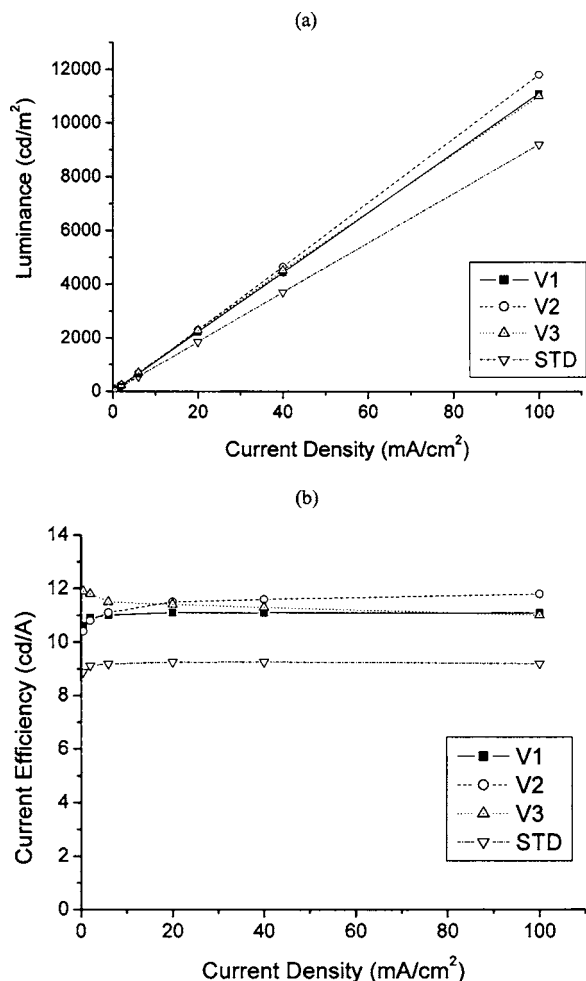 (a)
12000
10000
8000
6000
4000
2000
0
Luminance (cd/m²)
V1
V2
V3
STD
0 20 40 60 80 100
Current Density (mA/cm²)
(b)
14
12
10
8
6
4
2
0
Current Efficiency (cd/A)
V1
V2
V3
STD
0 20 40 60 80 100
Current Density (mA/cm²)